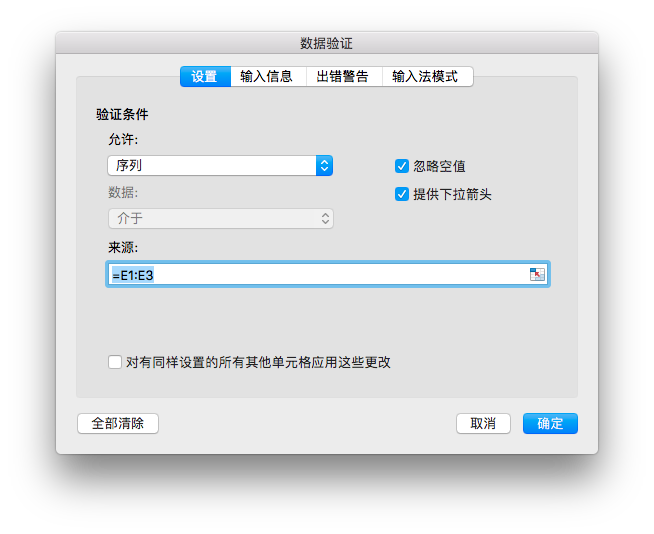 数据验证
设置 输入信息 出错警告 输入法模式
验证条件
允许:
序列
忽略空值
数据:
提供下拉箭头
介于
来源:
=E1:E3
对有同样设置的所有其他单元格应用这些更改
全部清除 取消 确定